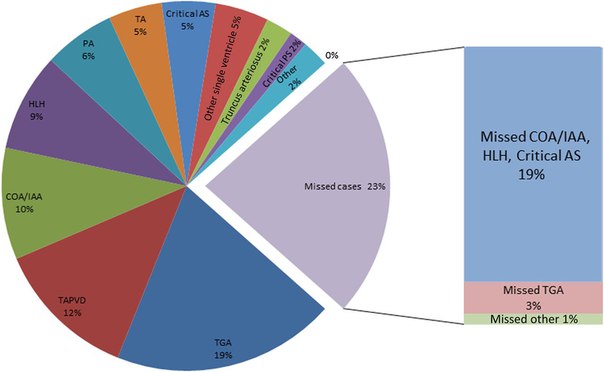 Critical AS
5%
Other single ventricle 5%
Truncus arteriosus 2%
Critical PS 2%
Other
2%
0%
TA
5%
PA
6%
HLH
9%
COA/IAA
10%
TAPVD
12%
TGA
19%
Missed cases 23%
Missed COA/IAA,
HLH, Critical AS
19%
Missed TGA
3%
Missed other 1%